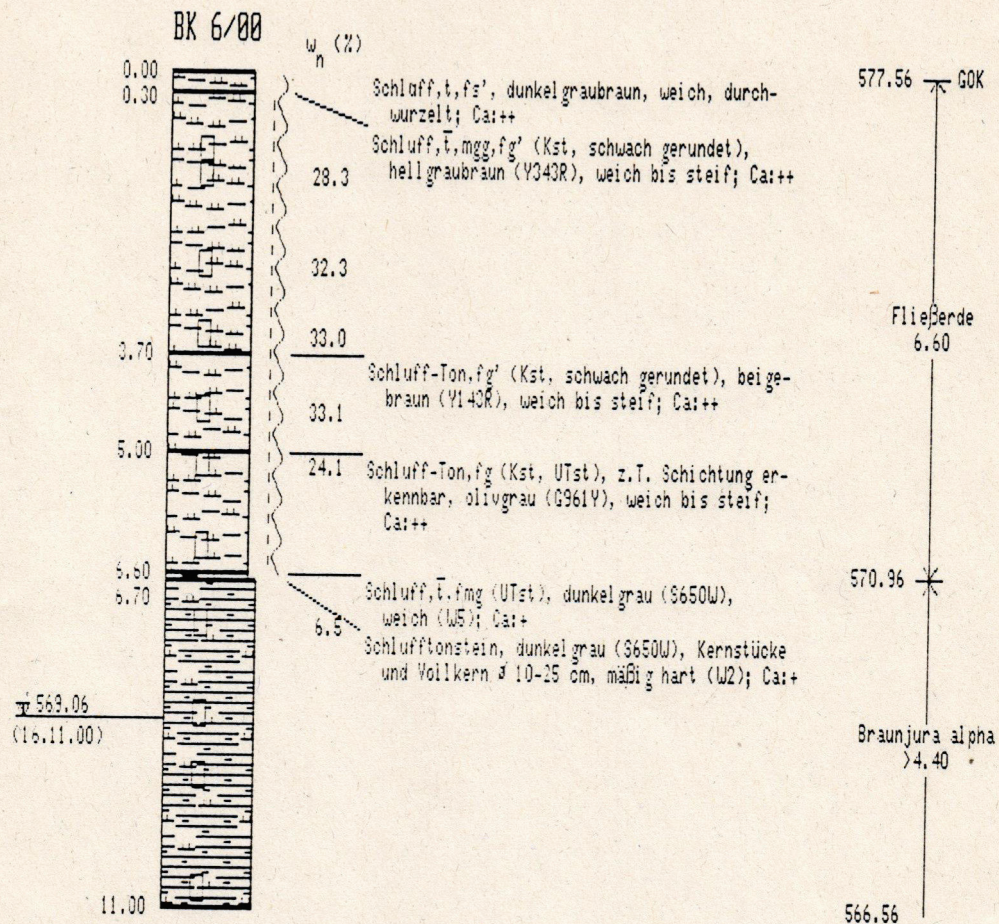 BK 6/00
w_n (%)
0.00
0.30
Schluff,t,fs', dunkelgraubraun, weich, durch-
wurzelt; Ca:++
Schluff,t̄,mgg,fg' (Kst, schwach gerundet),
hellgraubraun (Y343R), weich bis steif; Ca:++
28.3
32.3
33.0
3.70
Schluff-Ton,fg' (Kst, schwach gerundet), beige-
braun (Y143R), weich bis steif; Ca:++
33.1
5.00
24.1
Schluff-Ton,fg (Kst, UTst), z.T. Schichtung er-
kennbar, olivgrau (G961Y), weich bis steif;
Ca:++
6.60
6.70
Schluff,t̄,fmg (UTst), dunkelgrau (S650W),
weich (W5); Ca:+
6.5
Schlufftonstein, dunkelgrau (S650W), Kernstücke
und Vollkern 10-25 cm, mäßig hart (W2); Ca:+
569.06
(16.11.00)
11.00
577.56 GOK
Fließerde
6.60
570.96
Braunjura alpha
>4.40
566.56